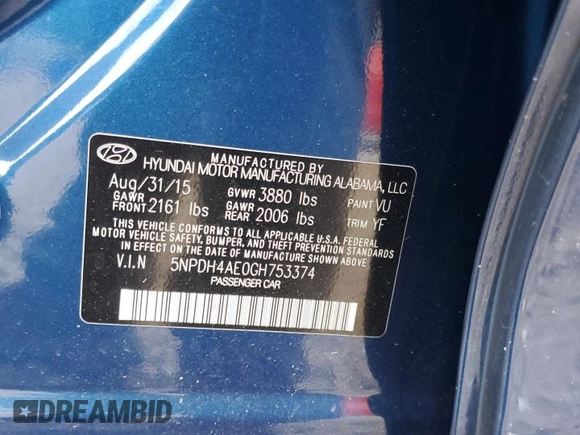 MANUFACTURED BY
HYUNDAI MOTOR MANUFACTURING ALABAMA, LLC
Aug/31/15 GVWR 3880 lbs PAINT VU
GAWR FRONT 2161 lbs GAWR REAR 2006 lbs TRIM YF
THIS VEHICLE CONFORMS TO ALL APPLICABLE U.S.A. FEDERAL
MOTOR VEHICLE SAFETY, BUMPER, AND THEFT PREVENTION STANDARDS
IN EFFECT ON THE DATE OF MANUFACTURE SHOWN ABOVE.
V.I.N 5NPDH4AE0GH753374
PASSENGER CAR
DREAMBID